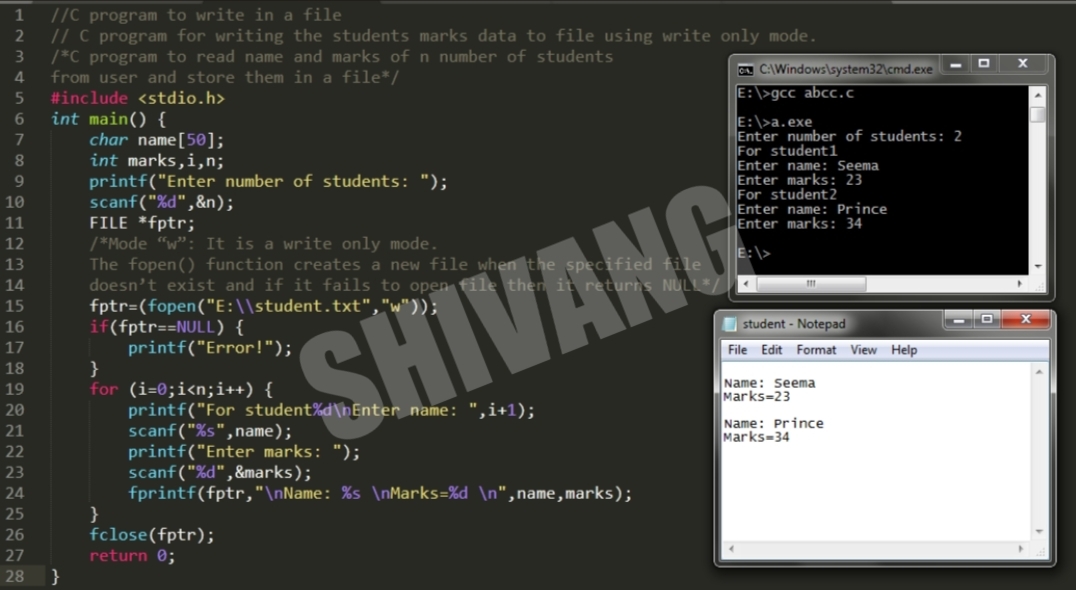 1 //C program to write in a file
2 // C program for writing the students marks data to file using write only mode.
3 /*C program to read name and marks of n number of students
4 from user and store them in a file*/
5 #include <stdio.h>
6 int main() {
7 char name[50];
8 int marks,i,n;
9 printf("Enter number of students: ");
10 scanf("%d",&n);
11 FILE *fptr;
12 /*Mode “w”: It is a write only mode.
13 The fopen() function creates a new file when the specified file
14 doesn’t exist and if it fails to open file then it returns NULL*/
15 fptr=(fopen("E:\\student.txt","w"));
16 if(fptr==NULL) {
17 printf("Error!");
18 }
19 for (i=0;i<n;i++) {
20 printf("For student%d\nEnter name: ",i+1);
21 scanf("%s",name);
22 printf("Enter marks: ");
23 scanf("%d",&marks);
24 fprintf(fptr,"\nName: %s \nMarks=%d \n",name,marks);
25 }
26 fclose(fptr);
27 return 0;
28 }
SHIVANG
C:\Windows\system32\cmd.exe
E:\>gcc abcc.c
E:\>a.exe
Enter number of students: 2
For student1
Enter name: Seema
Enter marks: 23
For student2
Enter name: Prince
Enter marks: 34
E:\>
student - Notepad
File Edit Format View Help
Name: Seema
Marks=23
Name: Prince
Marks=34